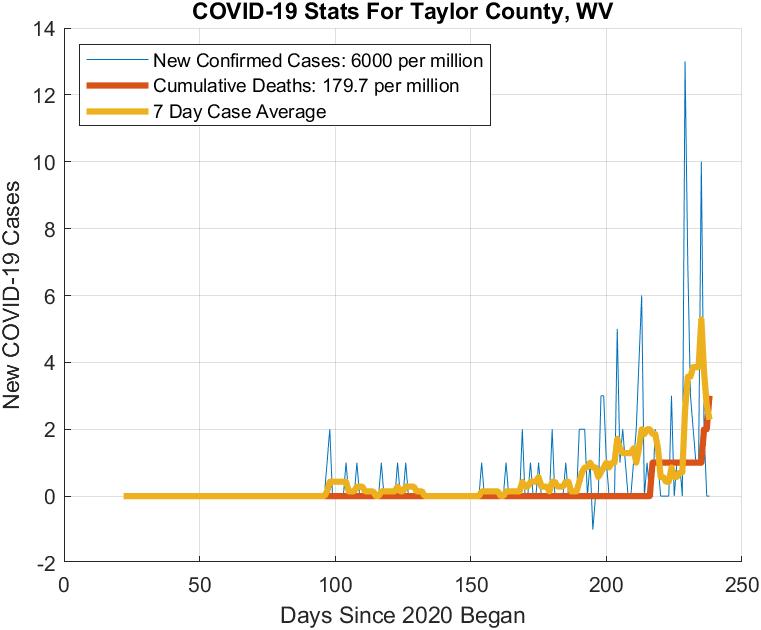 COVID-19 Stats For Taylor County, WV
New Confirmed Cases: 6000 per million
Cumulative Deaths: 179.7 per million
7 Day Case Average
New COVID-19 Cases
14
12
10
8
6
4
2
0
-2
0 50 100 150 200 250
Days Since 2020 Began